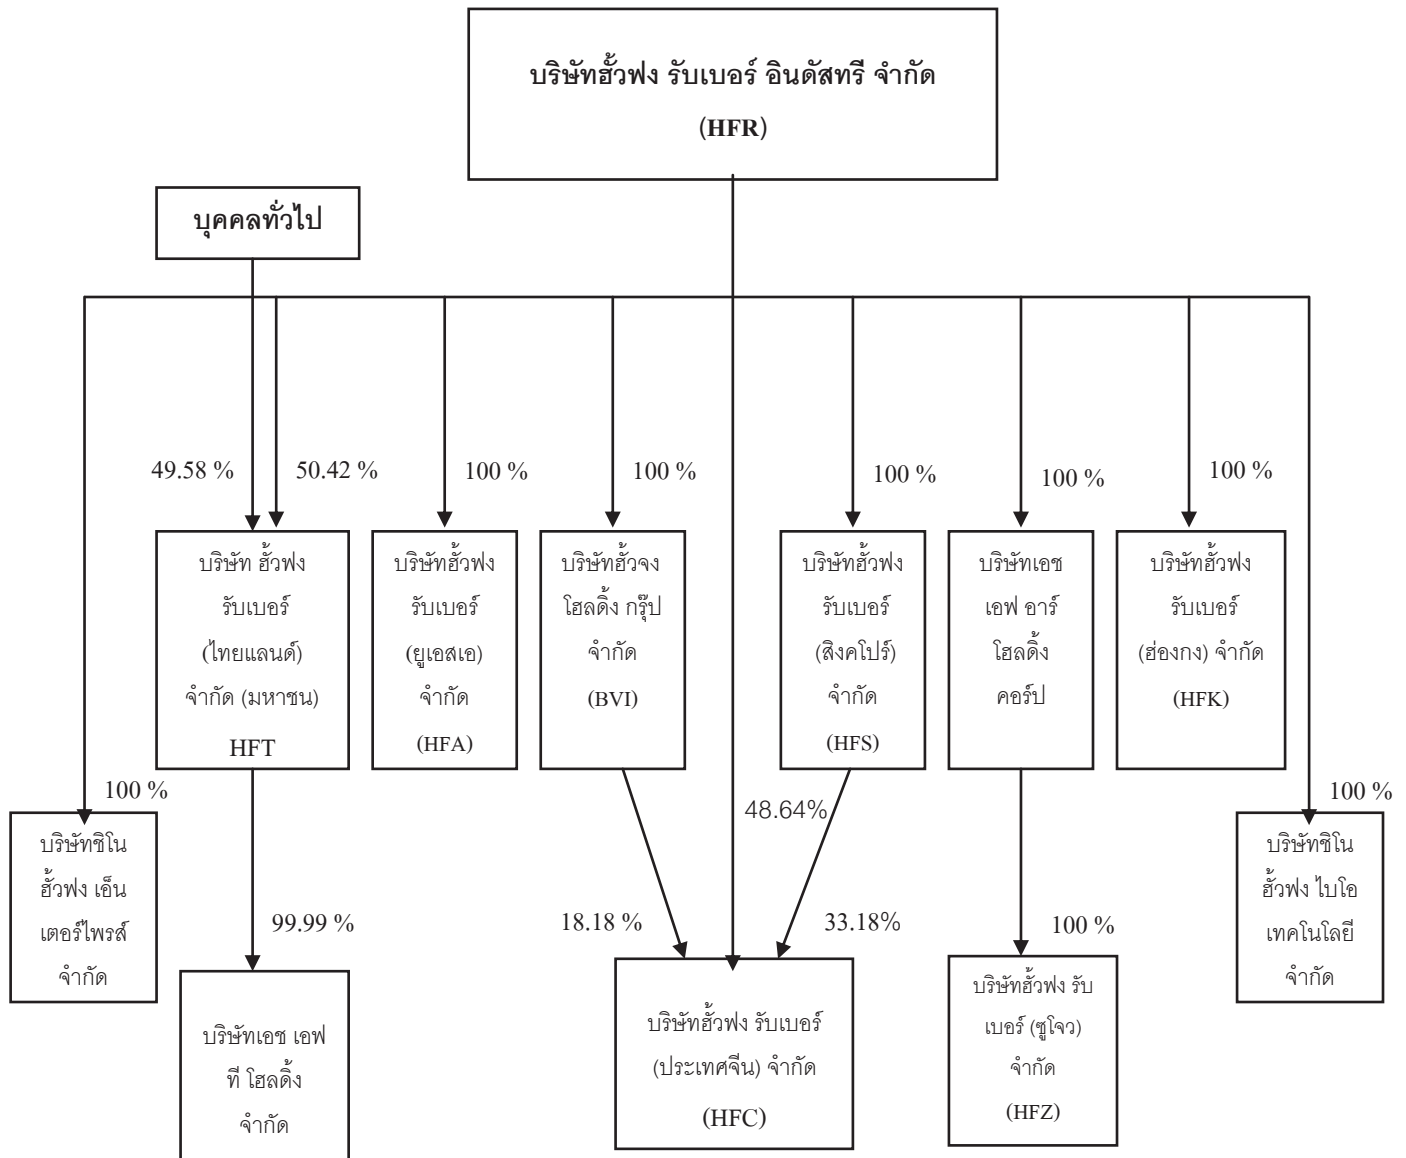 บริษัทฮั้วฟง รับเบอร์ อินดัสทรี จำกัด
(HFR)
บุคคลทั่วไป
49.58 %
50.42 %
100 %
100 %
100 %
100 %
100 %
บริษัท ฮั้วฟง
รับเบอร์
(ไทยแลนด์)
จำกัด (มหาชน)
HFT
บริษัทฮั้วฟง
รับเบอร์
(ยูเอสเอ)
จำกัด
(HFA)
บริษัทฮั้วจง
โฮลดิ้ง กรุ๊ป
จำกัด
(BVI)
บริษัทฮั้วฟง
รับเบอร์
(สิงคโปร์)
จำกัด
(HFS)
บริษัทเอช
เอฟ อาร์
โฮลดิ้ง
คอร์ป
บริษัทฮั้วฟง
รับเบอร์
(ฮ่องกง) จำกัด
(HFK)
100 %
48.64%
100 %
บริษัทซิโน
ฮั้วฟง เอ็น
เตอร์ไพรส์
จำกัด
99.99 %
18.18 %
33.18%
100 %
บริษัทซิโน
ฮั้วฟง ไบโอ
เทคโนโลยี
จำกัด
บริษัทเอช เอฟ
ที โฮลดิ้ง
จำกัด
บริษัทฮั้วฟง รับเบอร์
(ประเทศจีน) จำกัด
(HFC)
บริษัทฮั้วฟง รับ
เบอร์ (ซูโจว)
จำกัด
(HFZ)